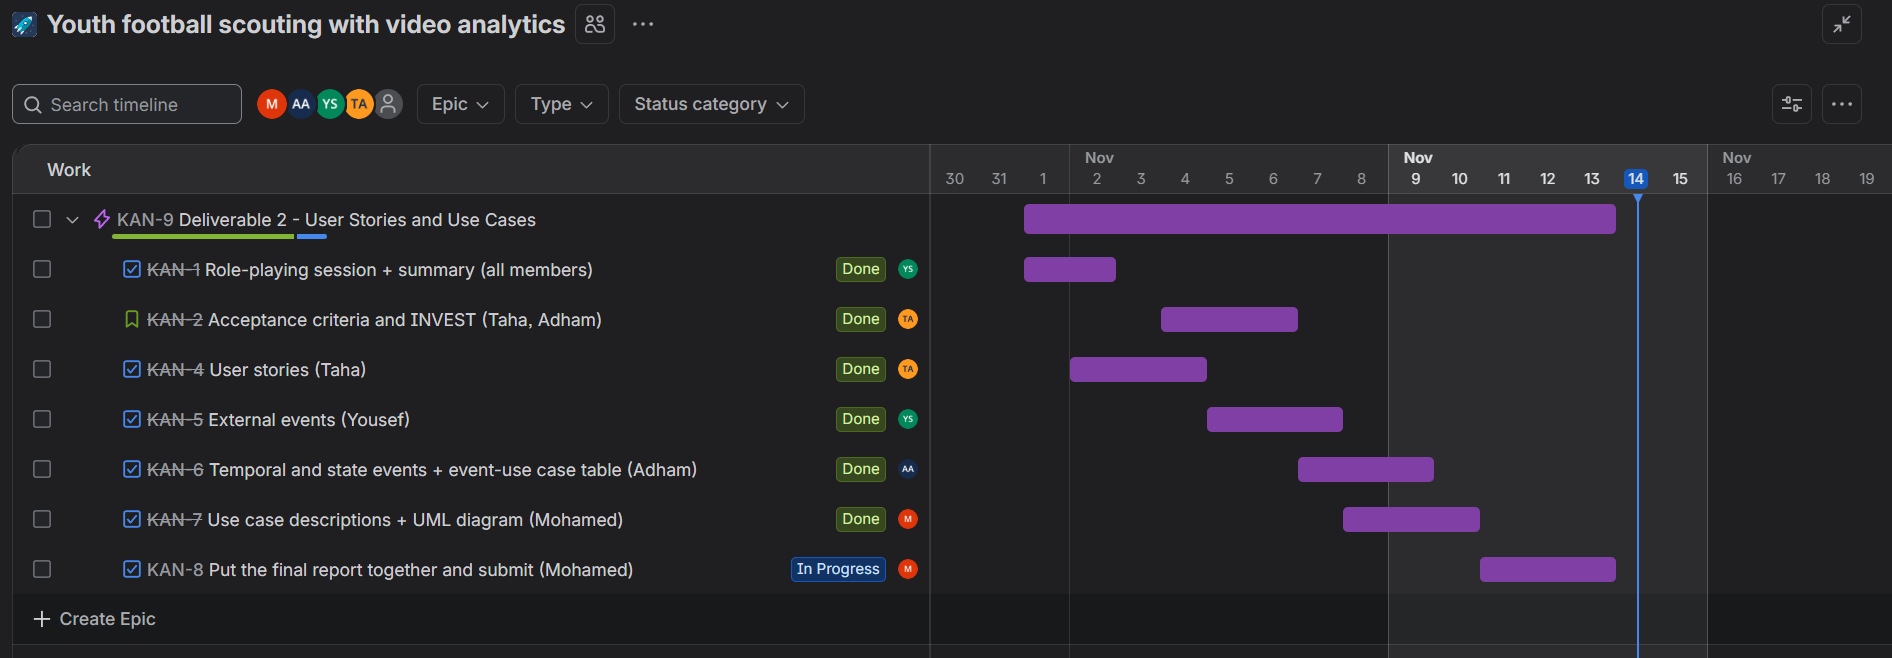 Youth football scouting with video analytics
Search timeline M AA YS TA Epic Type Status category
Work
Nov Nov Nov
30 31 1 2 3 4 5 6 7 8 9 10 11 12 13 14 15 16 17 18 19
KAN-9 Deliverable 2 - User Stories and Use Cases
KAN-1 Role-playing session + summary (all members) Done YS
KAN-2 Acceptance criteria and INVEST (Taha, Adham) Done TA
KAN-4 User stories (Taha) Done TA
KAN-5 External events (Yousef) Done YS
KAN-6 Temporal and state events + event-use case table (Adham) Done AA
KAN-7 Use case descriptions + UML diagram (Mohamed) Done M
KAN-8 Put the final report together and submit (Mohamed) In Progress M
Create Epic